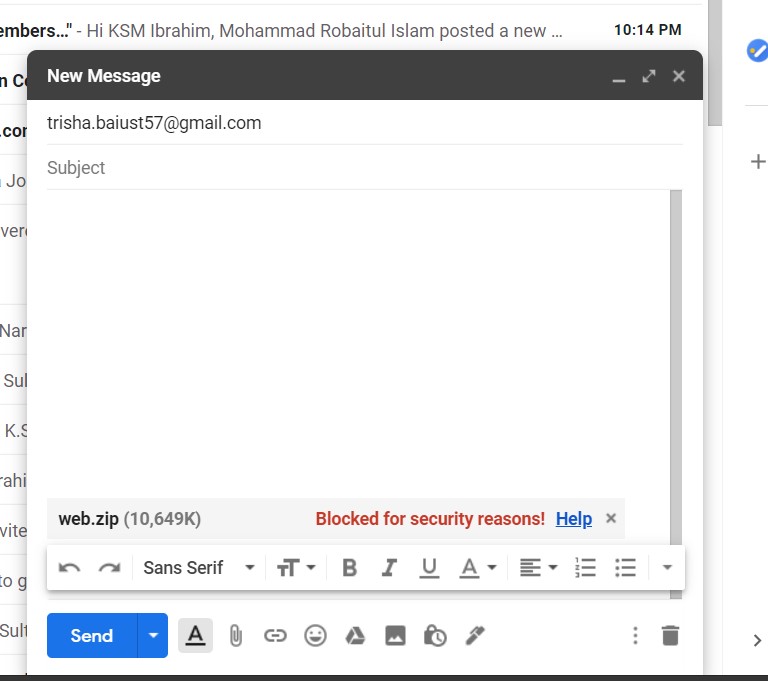 embers..." - Hi KSM Ibrahim, Mohammad Robaitul Islam posted a new ... 10:14 PM
New Message
trisha.baiust57@gmail.com
Subject
web.zip (10,649K) Blocked for security reasons! Help
Sans Serif
Send
n Co
.con
Jo
vere
Nar
Sul
K.S
rahi
vite
to g
Sult